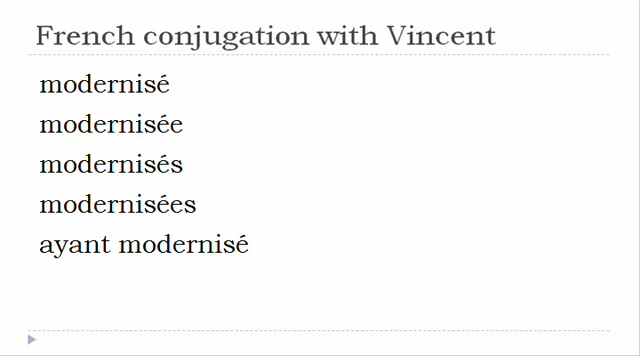 French conjugation with Vincent
modernisé
modernisée
modernisés
modernisées
ayant modernisé